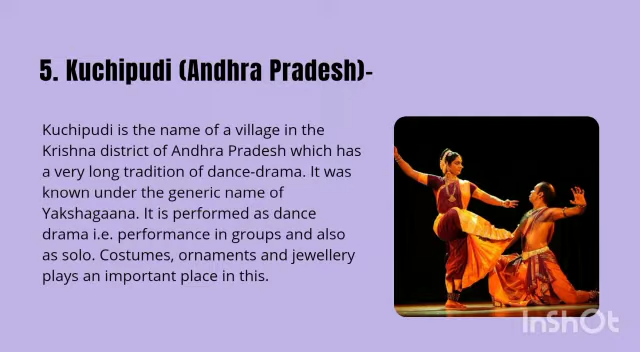 5. Kuchipudi (Andhra Pradesh)-
Kuchipudi is the name of a village in the
Krishna district of Andhra Pradesh which has
a very long tradition of dance-drama. It was
known under the generic name of
Yakshagaana. It is performed as dance
drama i.e. performance in groups and also
as solo. Costumes, ornaments and jewellery
plays an important place in this.
InShOt